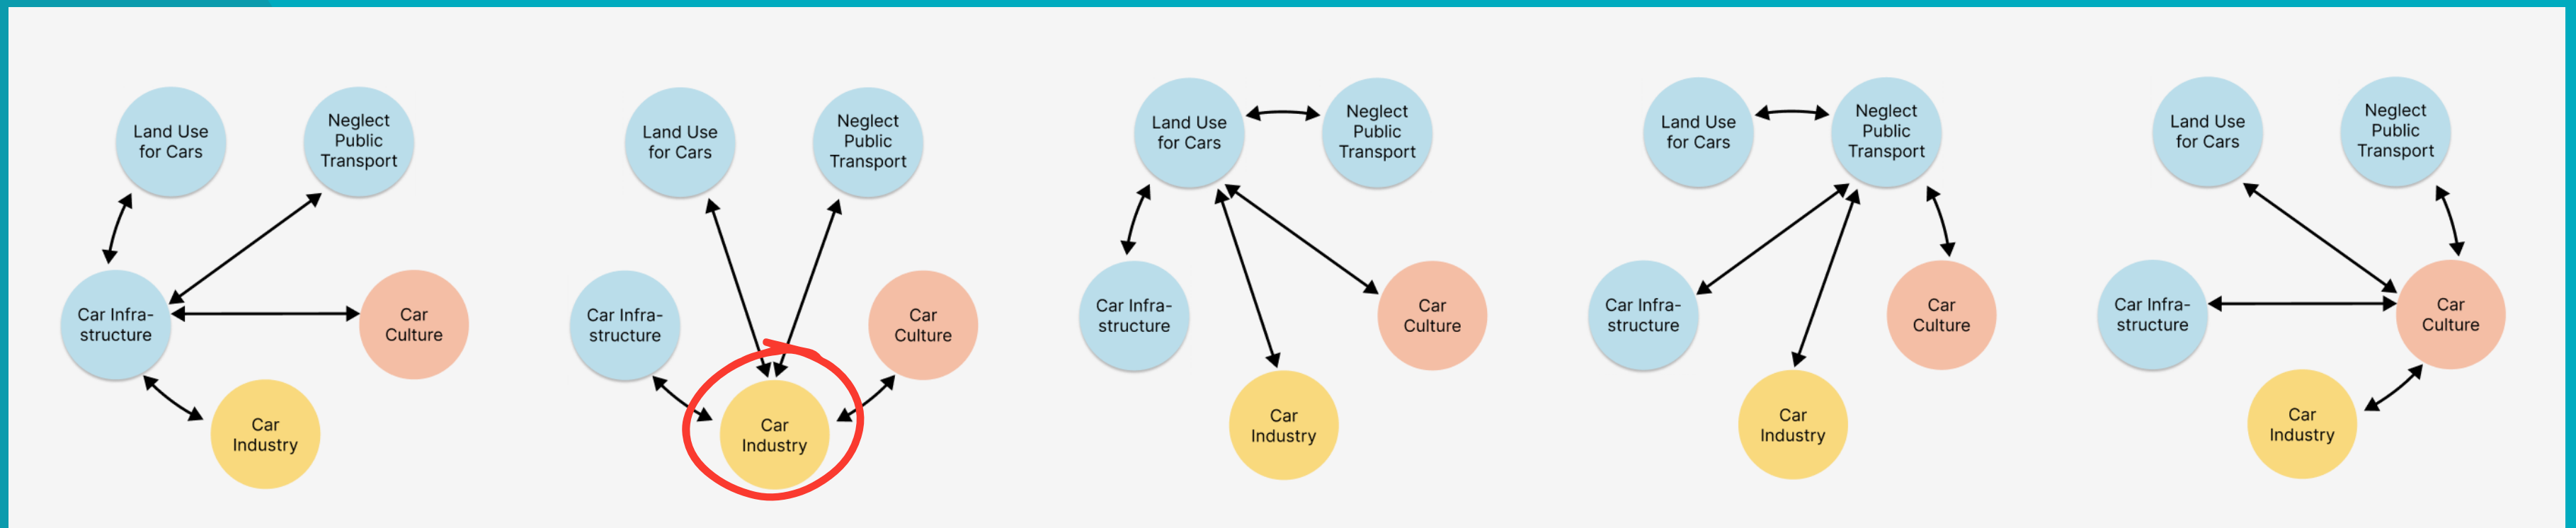 Land Use
for Cars
Neglect
Public
Transport
Car Infra-
structure
Car
Culture
Car
Industry
Land Use
for Cars
Neglect
Public
Transport
Car Infra-
structure
Car
Culture
Car
Industry
Land Use
for Cars
Neglect
Public
Transport
Car Infra-
structure
Car
Culture
Car
Industry
Land Use
for Cars
Neglect
Public
Transport
Car Infra-
structure
Car
Culture
Car
Industry
Land Use
for Cars
Neglect
Public
Transport
Car Infra-
structure
Car
Culture
Car
Industry